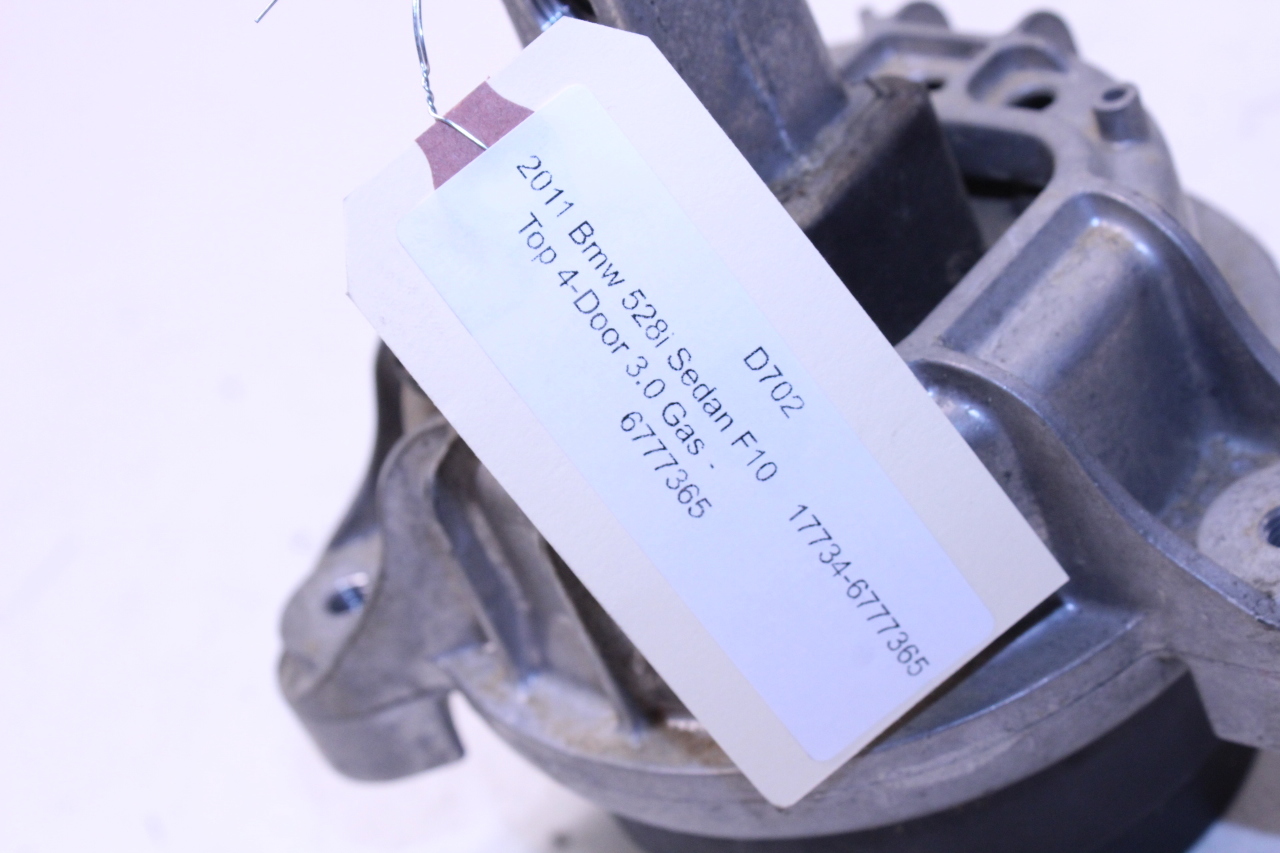 D702
2011 Bmw 528i Sedan F10 17734-6777365
Top 4-Door 3.0 Gas -
6777365